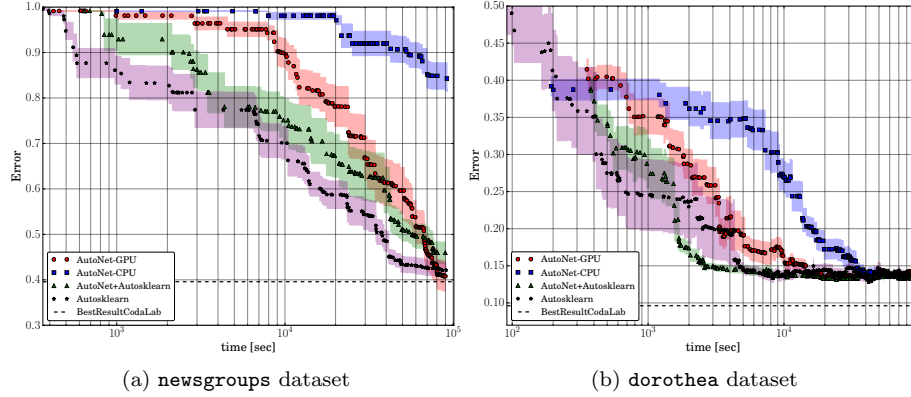 1.0
0.9
0.8
0.7
0.6
0.5
0.4
0.3
Error
AutoNet-GPU
AutoNet-CPU
AutoNet+Autosklearn
Autosklearn
BestResultCodaLab
10³
10⁴
10⁵
time [sec]
(a) newsgroups dataset
0.50
0.45
0.40
0.35
0.30
0.25
0.20
0.15
0.10
Error
AutoNet-GPU
AutoNet-CPU
AutoNet+Autosklearn
Autosklearn
BestResultCodaLab
10²
10³
10⁴
time [sec]
(b) dorothea dataset